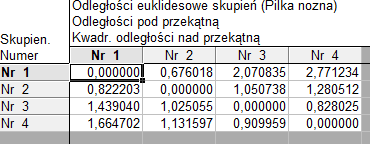 Odległości euklidesowe skupień (Pilka nozna)
Odległości pod przekątną
Kwadr. odległości nad przekątną
Skupien. Numer
Nr 1 Nr 2 Nr 3 Nr 4
Nr 1 0,000000 0,676018 2,070835 2,771234
Nr 2 0,822203 0,000000 1,050738 1,280512
Nr 3 1,439040 1,025055 0,000000 0,828025
Nr 4 1,664702 1,131597 0,909959 0,000000